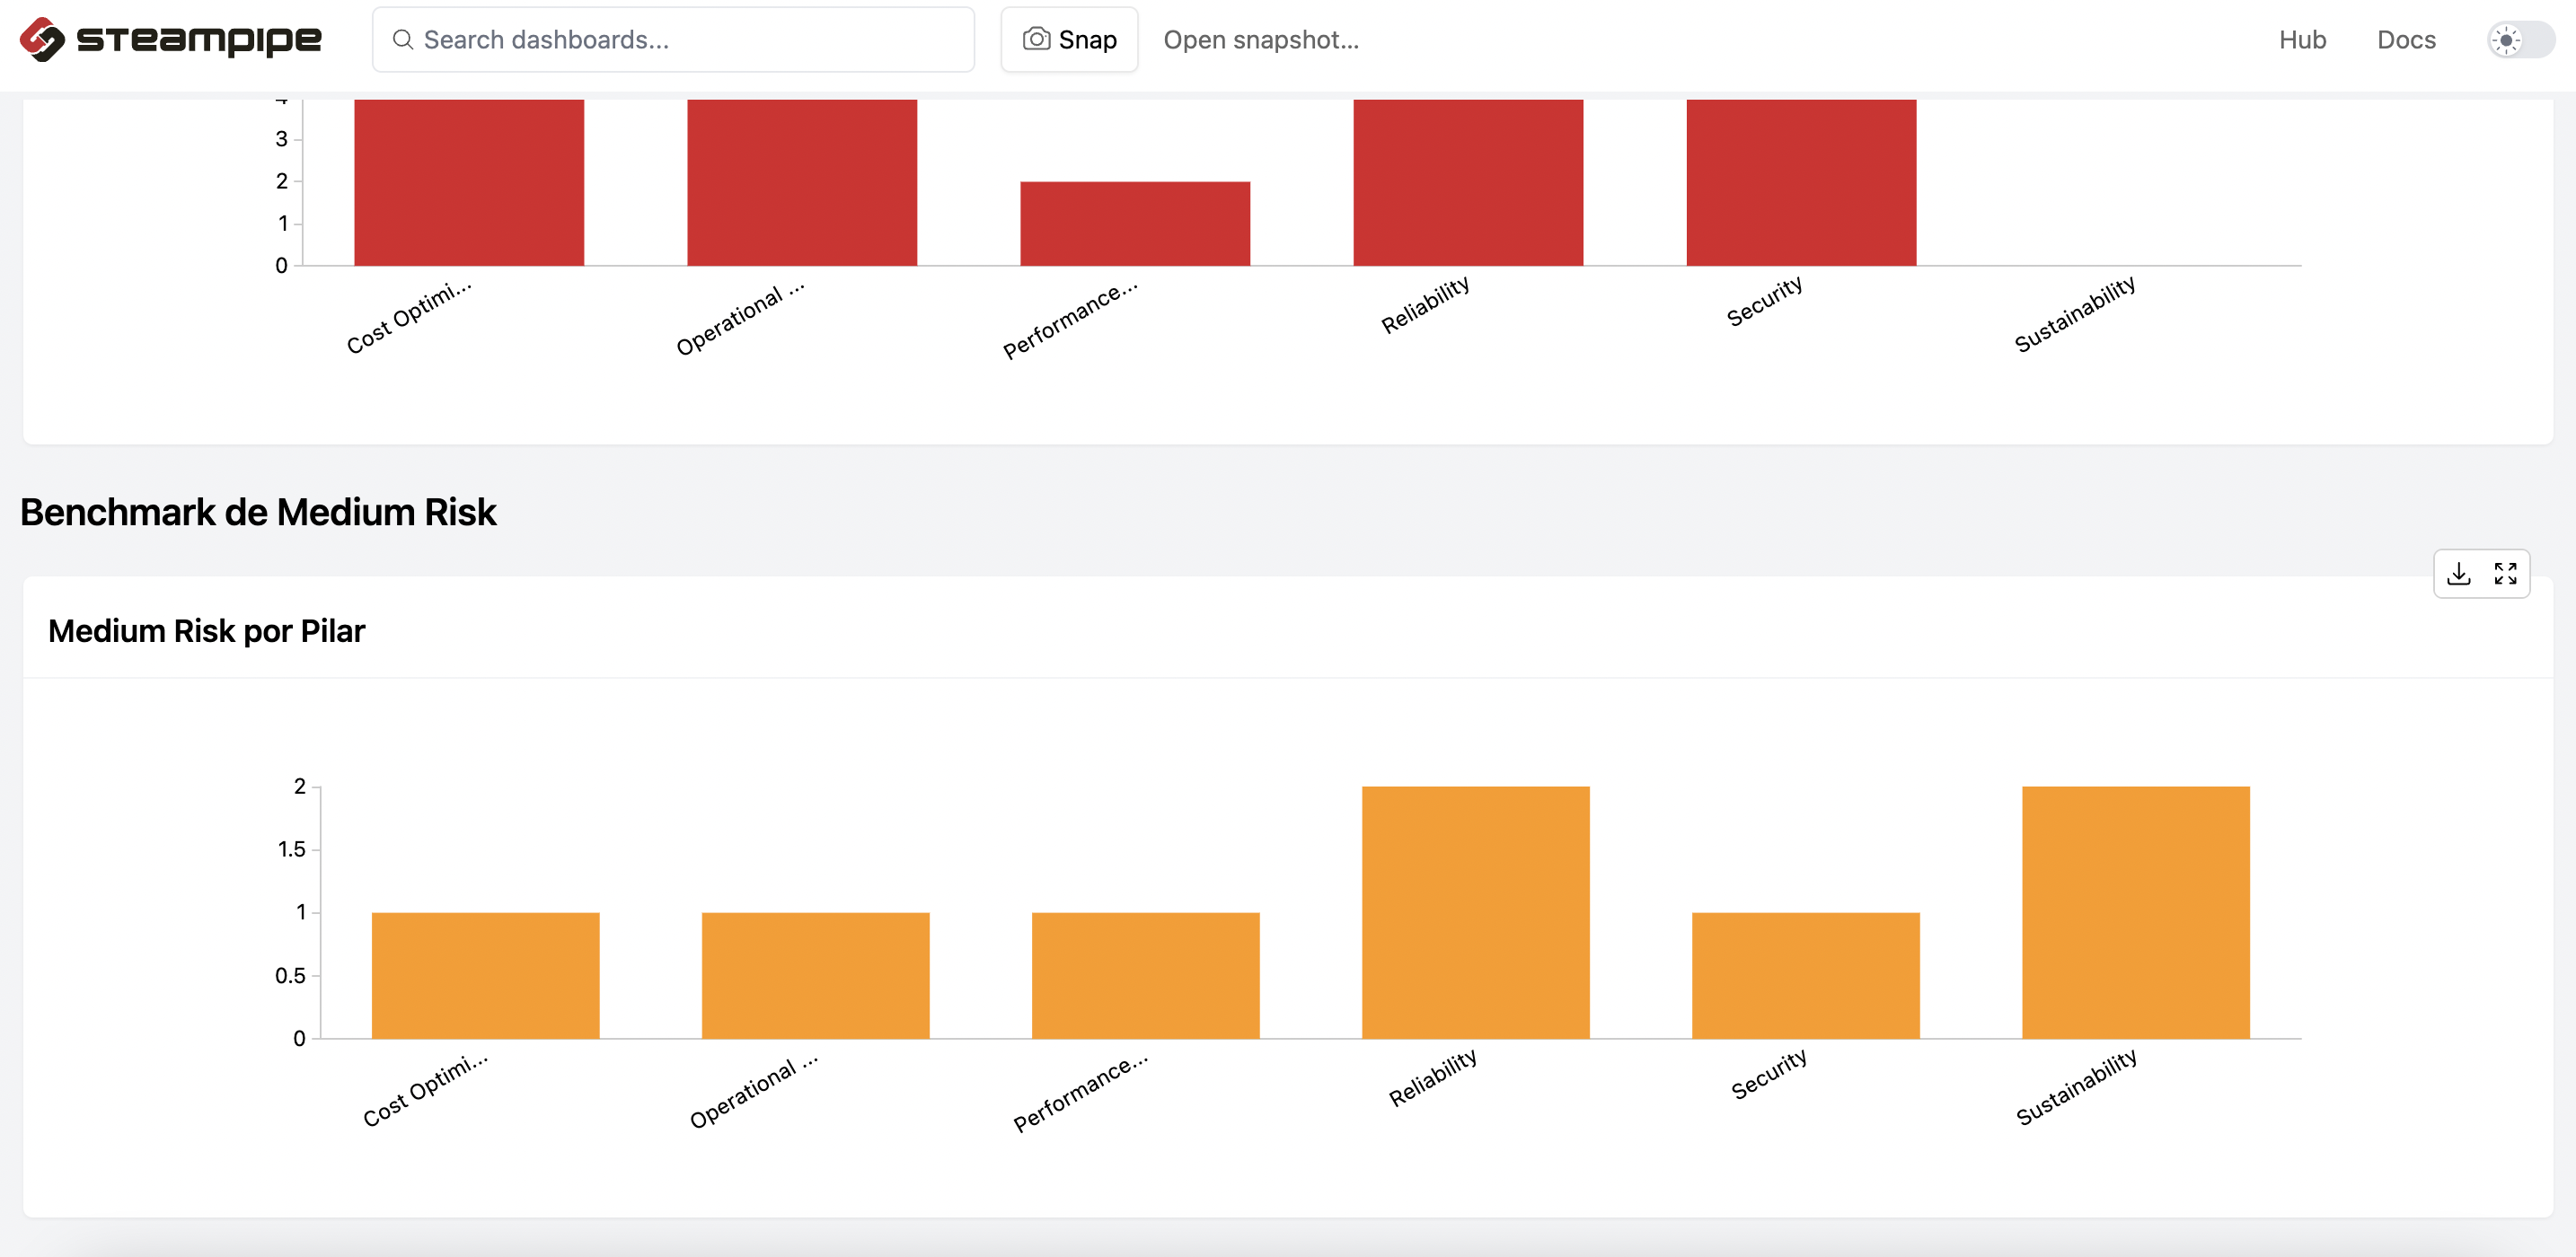 steampipe
Search dashboards...
Snap
Open snapshot...
Hub
Docs
3
2
1
0
Cost Optimi...
Operational ...
Performance...
Reliability
Security
Sustainability
Benchmark de Medium Risk
Medium Risk por Pilar
2
1.5
1
0.5
0
Cost Optimi...
Operational ...
Performance...
Reliability
Security
Sustainability